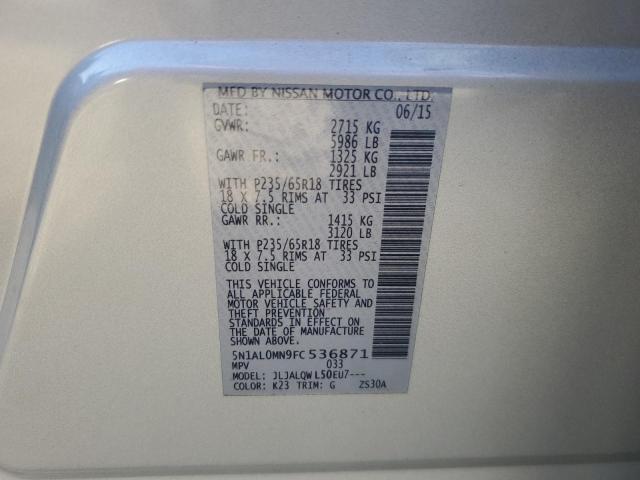 MFD BY NISSAN MOTOR CO., LTD.
DATE: 06/15
GVWR: 2715 KG
5986 LB
GAWR FR.: 1325 KG
2921 LB
WITH P235/65R18 TIRES
18 X 7.5 RIMS AT 33 PSI
COLD SINGLE
GAWR RR.: 1415 KG
3120 LB
WITH P235/65R18 TIRES
18 X 7.5 RIMS AT 33 PSI
COLD SINGLE
THIS VEHICLE CONFORMS TO
ALL APPLICABLE FEDERAL
MOTOR VEHICLE SAFETY AND
THEFT PREVENTION
STANDARDS IN EFFECT ON
THE DATE OF MANUFACTURE
SHOWN ABOVE.
5N1AL0MN9FC536871
MPV 033
MODEL: JLJALQWL50EU7---
COLOR: K23 TRIM: G ZS30A